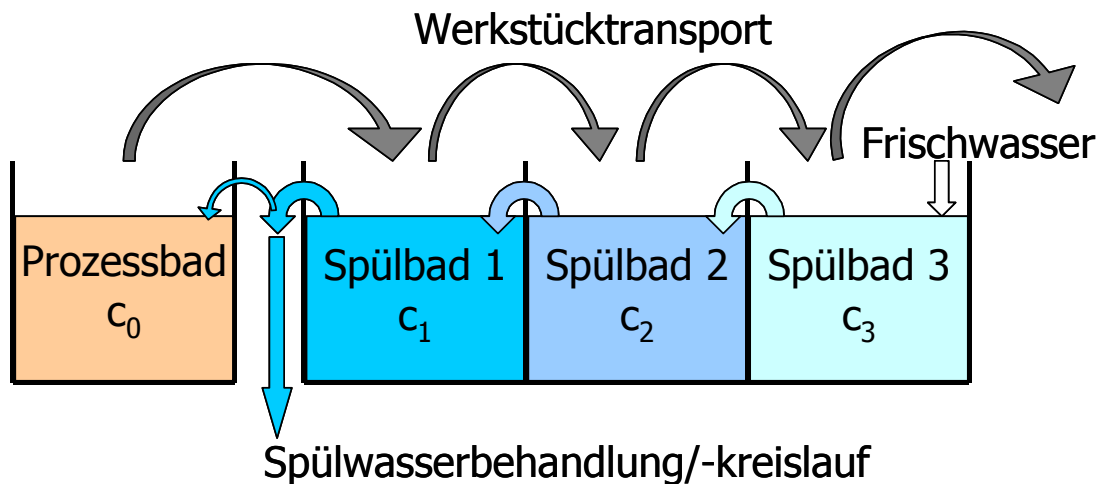 Werkstücktransport
Frischwasser
Prozessbad
c₀
Spülbad 1
c₁
Spülbad 2
c₂
Spülbad 3
c₃
Spülwasserbehandlung/-kreislauf